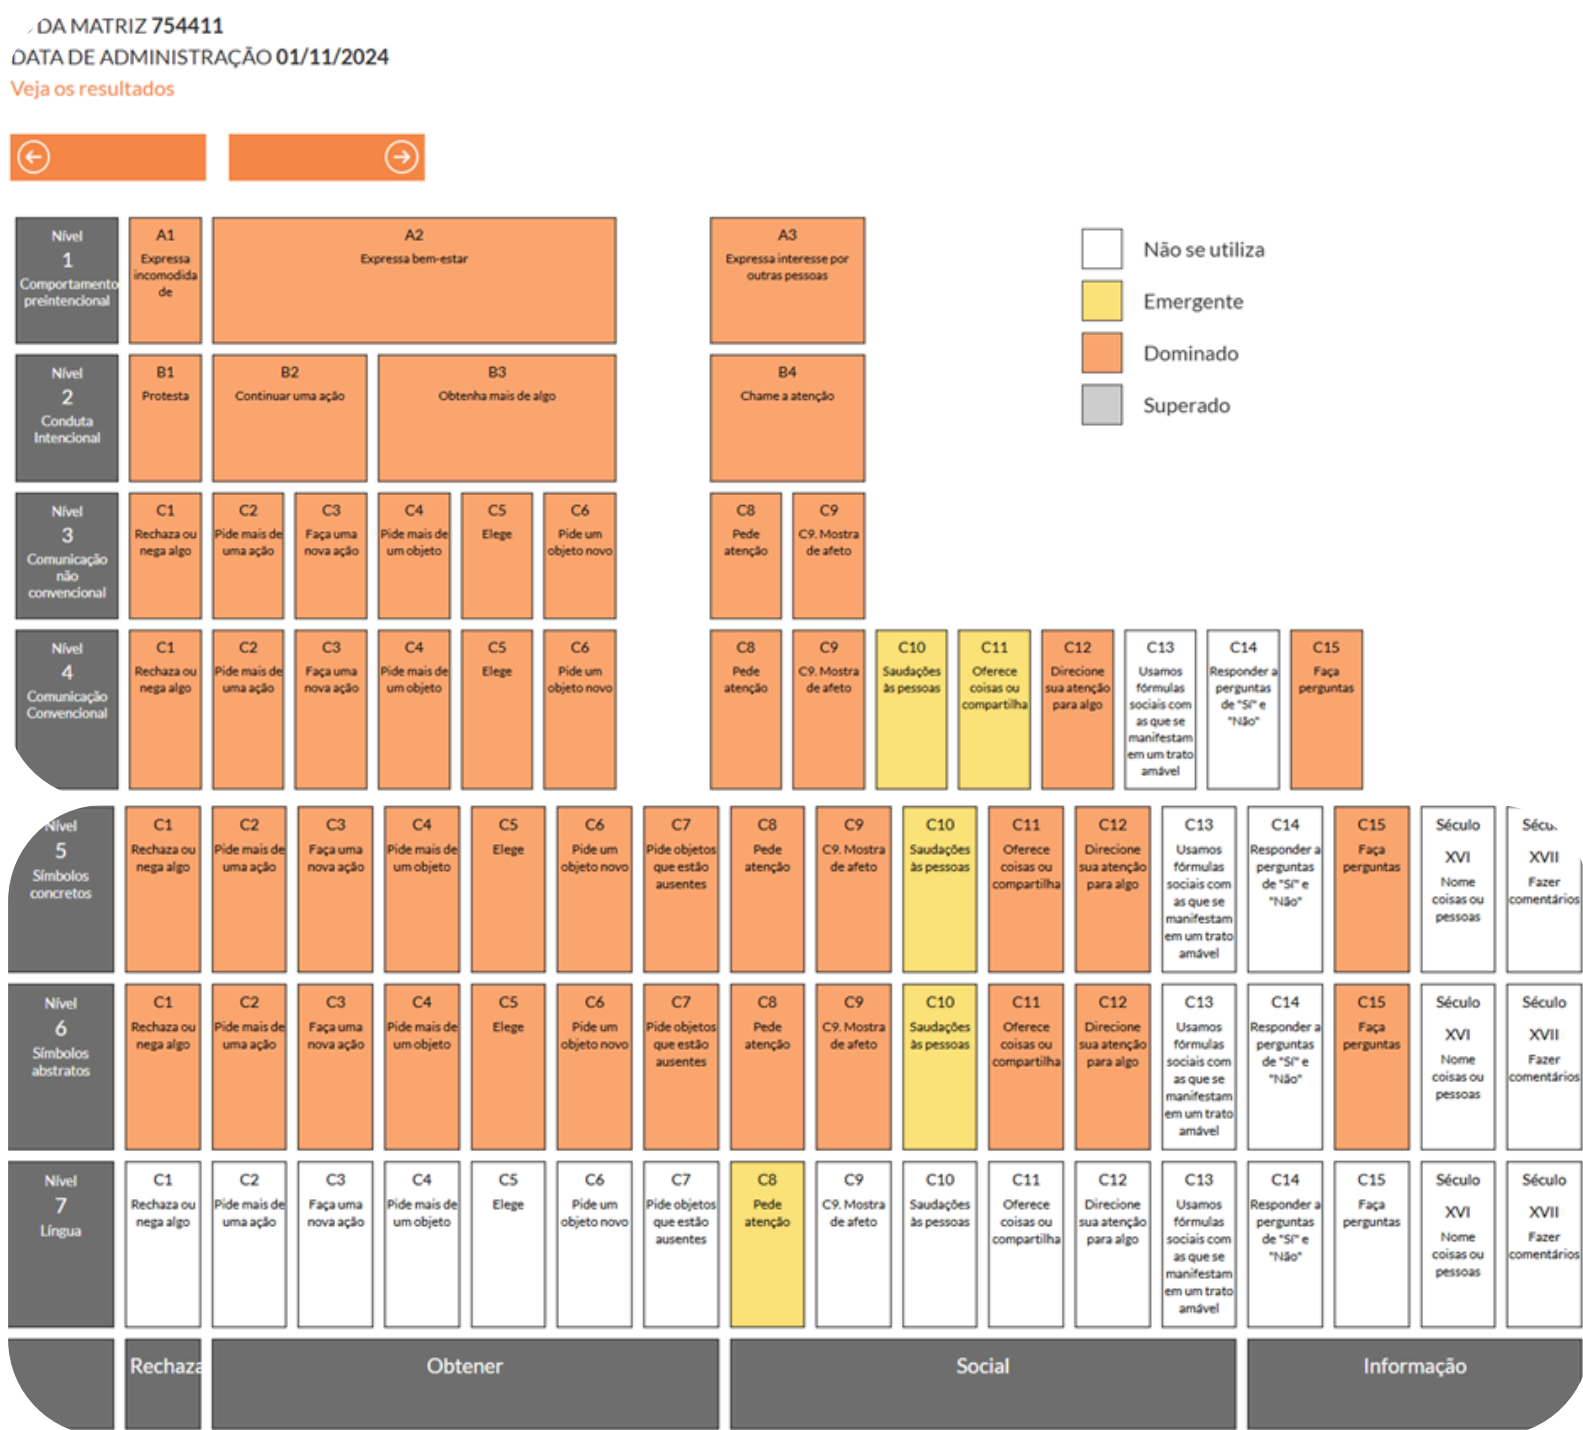 DA MATRIZ 754411
DATA DE ADMINISTRAÇÃO 01/11/2024
Veja os resultados
Nível
1
Comportamento
preintencional
A1
Expressa
incomodida
de
A2
Expressa bem-estar
A3
Expressa interesse por
outras pessoas
Não se utiliza
Emergente
Dominado
Superado
Nível
2
Conduta
Intencional
B1
Protesta
B2
Continuar uma ação
B3
Obtenha mais de algo
B4
Chame a atenção
Nível
3
Comunicação
não
convencional
C1
Rechaza ou
nega algo
C2
Pide mais de
uma ação
C3
Faça uma
nova ação
C4
Pide mais de
um objeto
C5
Elege
C6
Pide um
objeto novo
C8
Pede
atenção
C9
C9. Mostra
de afeto
Nível
4
Comunicação
Convencional
C1
Rechaza ou
nega algo
C2
Pide mais de
uma ação
C3
Faça uma
nova ação
C4
Pide mais de
um objeto
C5
Elege
C6
Pide um
objeto novo
C8
Pede
atenção
C9
C9. Mostra
de afeto
C10
Saudações
às pessoas
C11
Oferece
coisas ou
compartilha
C12
Direcione
sua atenção
para algo
C13
Usamos
fórmulas
sociais com
as que se
manifestam
em um trato
amável
C14
Responder a
perguntas
de "Sí" e
"Não"
C15
Faça
perguntas
Nível
5
Símbolos
concretos
C1
Rechaza ou
nega algo
C2
Pide mais de
uma ação
C3
Faça uma
nova ação
C4
Pide mais de
um objeto
C5
Elege
C6
Pide um
objeto novo
C7
Pide objetos
que estão
ausentes
C8
Pede
atenção
C9
C9. Mostra
de afeto
C10
Saudações
às pessoas
C11
Oferece
coisas ou
compartilha
C12
Direcione
sua atenção
para algo
C13
Usamos
fórmulas
sociais com
as que se
manifestam
em um trato
amável
C14
Responder a
perguntas
de "Sí" e
"Não"
C15
Faça
perguntas
Século
XVI
Nome
coisas ou
pessoas
XVII
Fazer
comentários
Nível
6
Símbolos
abstratos
C1
Rechaza ou
nega algo
C2
Pide mais de
uma ação
C3
Faça uma
nova ação
C4
Pide mais de
um objeto
C5
Elege
C6
Pide um
objeto novo
C7
Pide objetos
que estão
ausentes
C8
Pede
atenção
C9
C9. Mostra
de afeto
C10
Saudações
às pessoas
C11
Oferece
coisas ou
compartilha
C12
Direcione
sua atenção
para algo
C13
Usamos
fórmulas
sociais com
as que se
manifestam
em um trato
amável
C14
Responder a
perguntas
de "Sí" e
"Não"
C15
Faça
perguntas
Século
XVI
Nome
coisas ou
pessoas
Século
XVII
Fazer
comentários
Nível
7
Língua
C1
Rechaza ou
nega algo
C2
Pide mais de
uma ação
C3
Faça uma
nova ação
C4
Pide mais de
um objeto
C5
Elege
C6
Pide um
objeto novo
C7
Pide objetos
que estão
ausentes
C8
Pede
atenção
C9
C9. Mostra
de afeto
C10
Saudações
às pessoas
C11
Oferece
coisas ou
compartilha
C12
Direcione
sua atenção
para algo
C13
Usamos
fórmulas
sociais com
as que se
manifestam
em um trato
amável
C14
Responder a
perguntas
de "Sí" e
"Não"
C15
Faça
perguntas
Século
XVI
Nome
coisas ou
pessoas
Século
XVII
Fazer
comentários
Rechaza
Obtener
Social
Informação